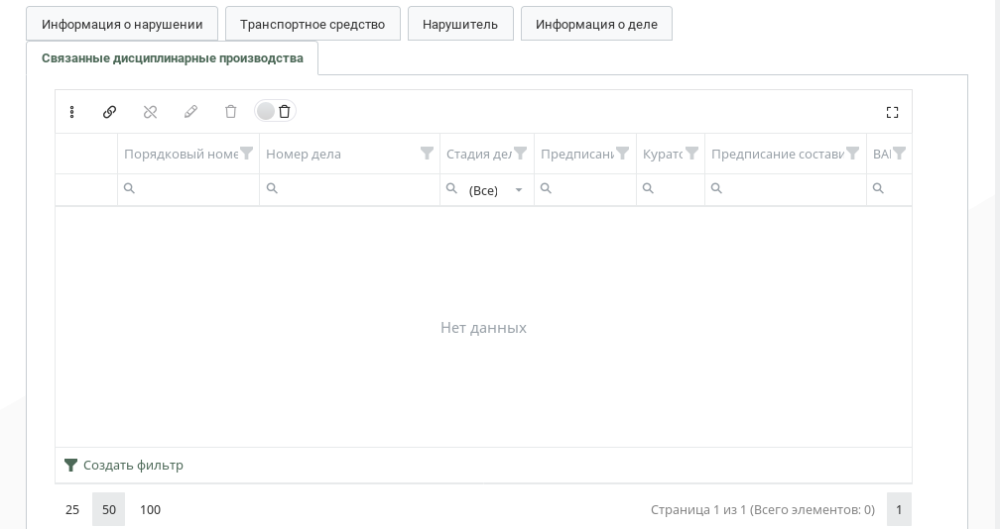 Информация о нарушении Транспортное средство Нарушитель Информация о деле
Связанные дисциплинарные производства
Порядковый номе Номер дела Стадия дел Предписан Курато Предписание состави ВАІ
(Все)
Нет данных
Создать фильтр
25 50 100 Страница 1 из 1 (Всего элементов: 0) 1